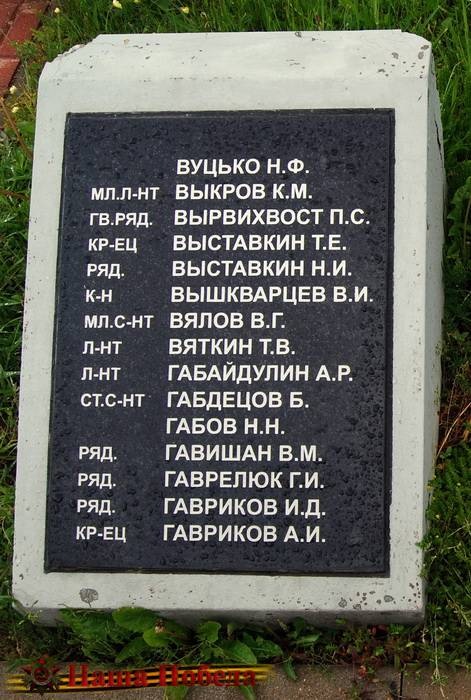 ВУЦЬКО Н.Ф.
МЛ.Л-НТ ВЫКРОВ К.М.
ГВ.РЯД. ВЫРВИХВОСТ П.С.
КР-ЕЦ ВЫСТАВКИН Т.Е.
РЯД. ВЫСТАВКИН Н.И.
К-Н ВЫШКВАРЦЕВ В.И.
МЛ.С-НТ ВЯЛОВ В.Г.
Л-НТ ВЯТКИН Т.В.
Л-НТ ГАБАЙДУЛИН А.Р.
СТ.С-НТ ГАБДЕЦОВ Б.
ГАБОВ Н.Н.
РЯД. ГАВИШАН В.М.
РЯД. ГАВРЕЛЮК Г.И.
РЯД. ГАВРИКОВ И.Д.
КР-ЕЦ ГАВРИКОВ А.И.
Наша Победа